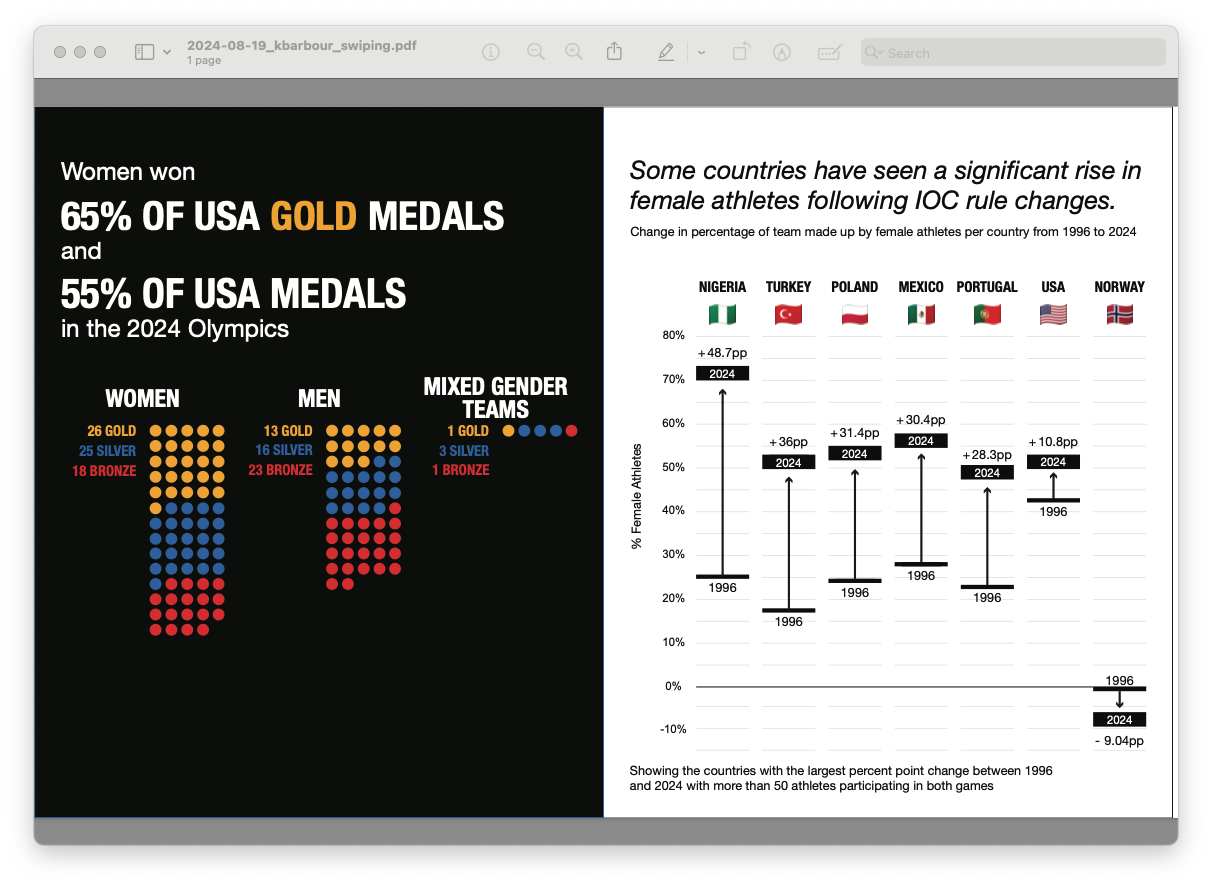 2024-08-19_kbarbour_swiping.pdf
1 page
Search
Women won
65% OF USA GOLD MEDALS
and
55% OF USA MEDALS
in the 2024 Olympics
WOMEN
26 GOLD
25 SILVER
18 BRONZE
MEN
13 GOLD
16 SILVER
23 BRONZE
MIXED GENDER
TEAMS
1 GOLD
3 SILVER
1 BRONZE
Some countries have seen a significant rise in
female athletes following IOC rule changes.
Change in percentage of team made up by female athletes per country from 1996 to 2024
NIGERIA TURKEY POLAND MEXICO PORTUGAL USA NORWAY
% Female Athletes
80%
70%
60%
50%
40%
30%
20%
10%
0%
-10%
+48.7pp
2024
1996
+36pp
2024
1996
+31.4pp
2024
1996
+30.4pp
2024
1996
+28.3pp
2024
1996
+10.8pp
2024
1996
1996
2024
- 9.04pp
Showing the countries with the largest percent point change between 1996
and 2024 with more than 50 athletes participating in both games